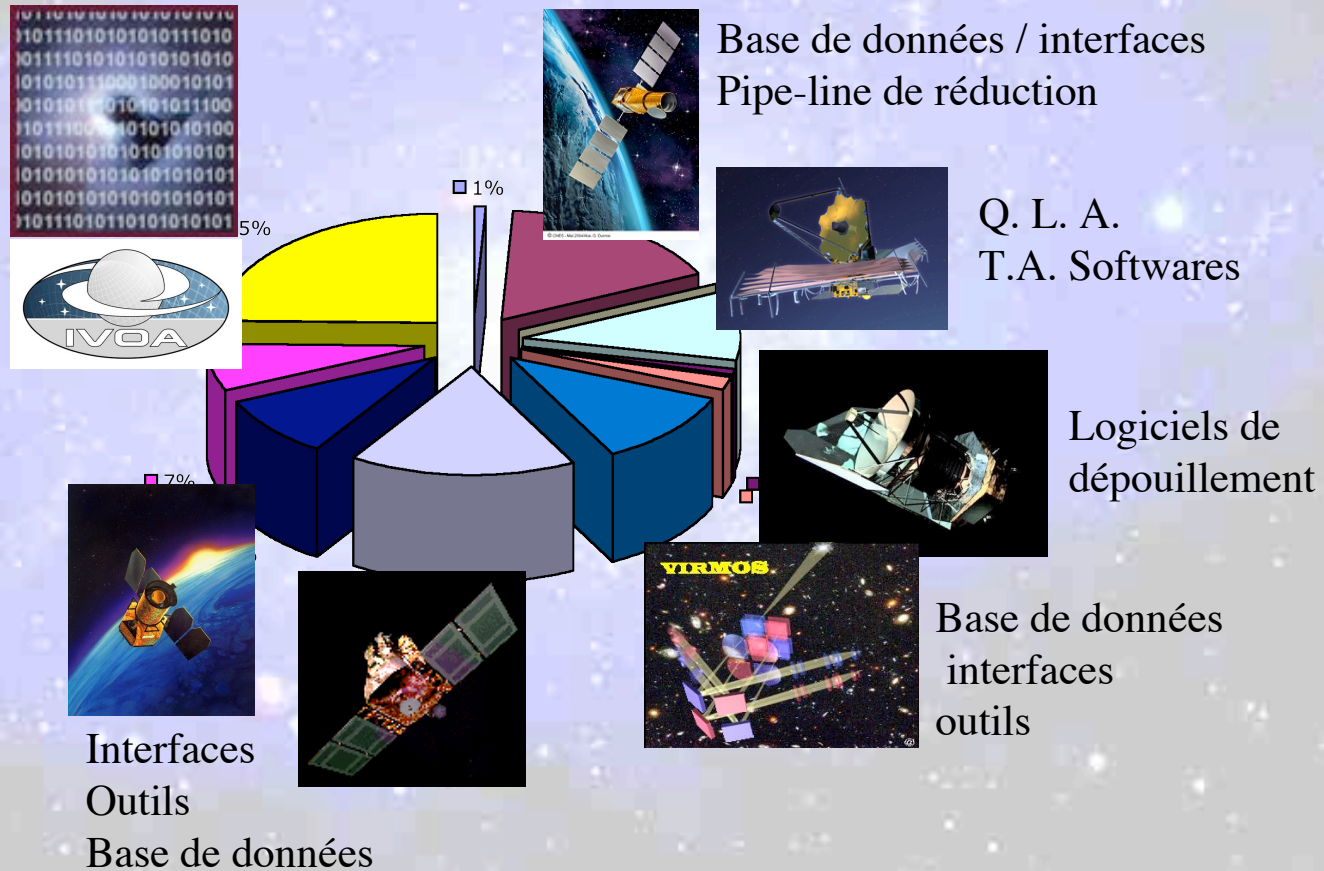 1011101010101011101010
Base de données / interfaces
Pipe-line de réduction
1%
Q. L. A.
T.A. Softwares
5%
IVOA
Logiciels de
dépouillement
7%
VIRMOS
Base de données
interfaces
outils
Interfaces
Outils
Base de données